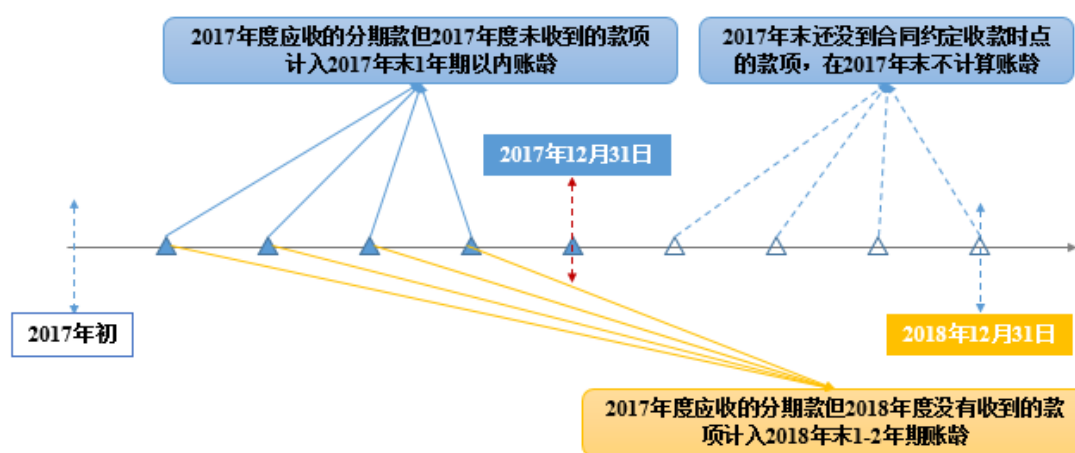 2017年度应收的分期款但2017年度未收到的款项
计入2017年末1年期以内账龄
2017年末还没到合同约定收款时点
的款项，在2017年末不计算账龄
2017年12月31日
2017年初
2018年12月31日
2017年度应收的分期款但2018年度没有收到的款
项计入2018年末1-2年期账龄